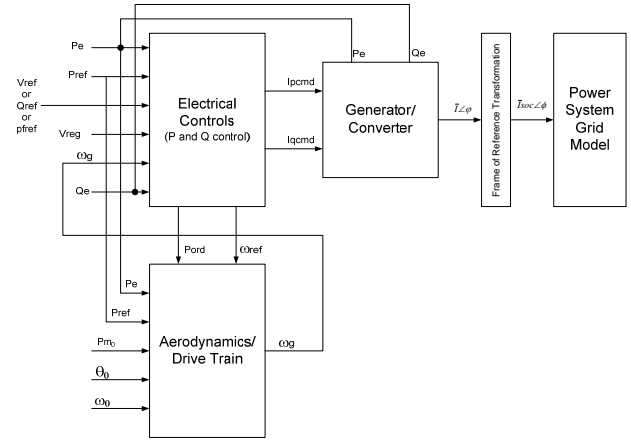 Pe
Pref
Vref
or
Qref
or
pfref
Vreg
ωg
Qe
Electrical
Controls
(P and Q control)
Ipcmd
Iqcmd
Pe
Qe
Generator/
Converter
Ī∠φ
Frame of Reference Transformation
Īsoc∠ϕ
Power
System
Grid
Model
Pord
ωref
Pe
Pref
Pm0
θ0
ω0
Aerodynamics/
Drive Train
ωg